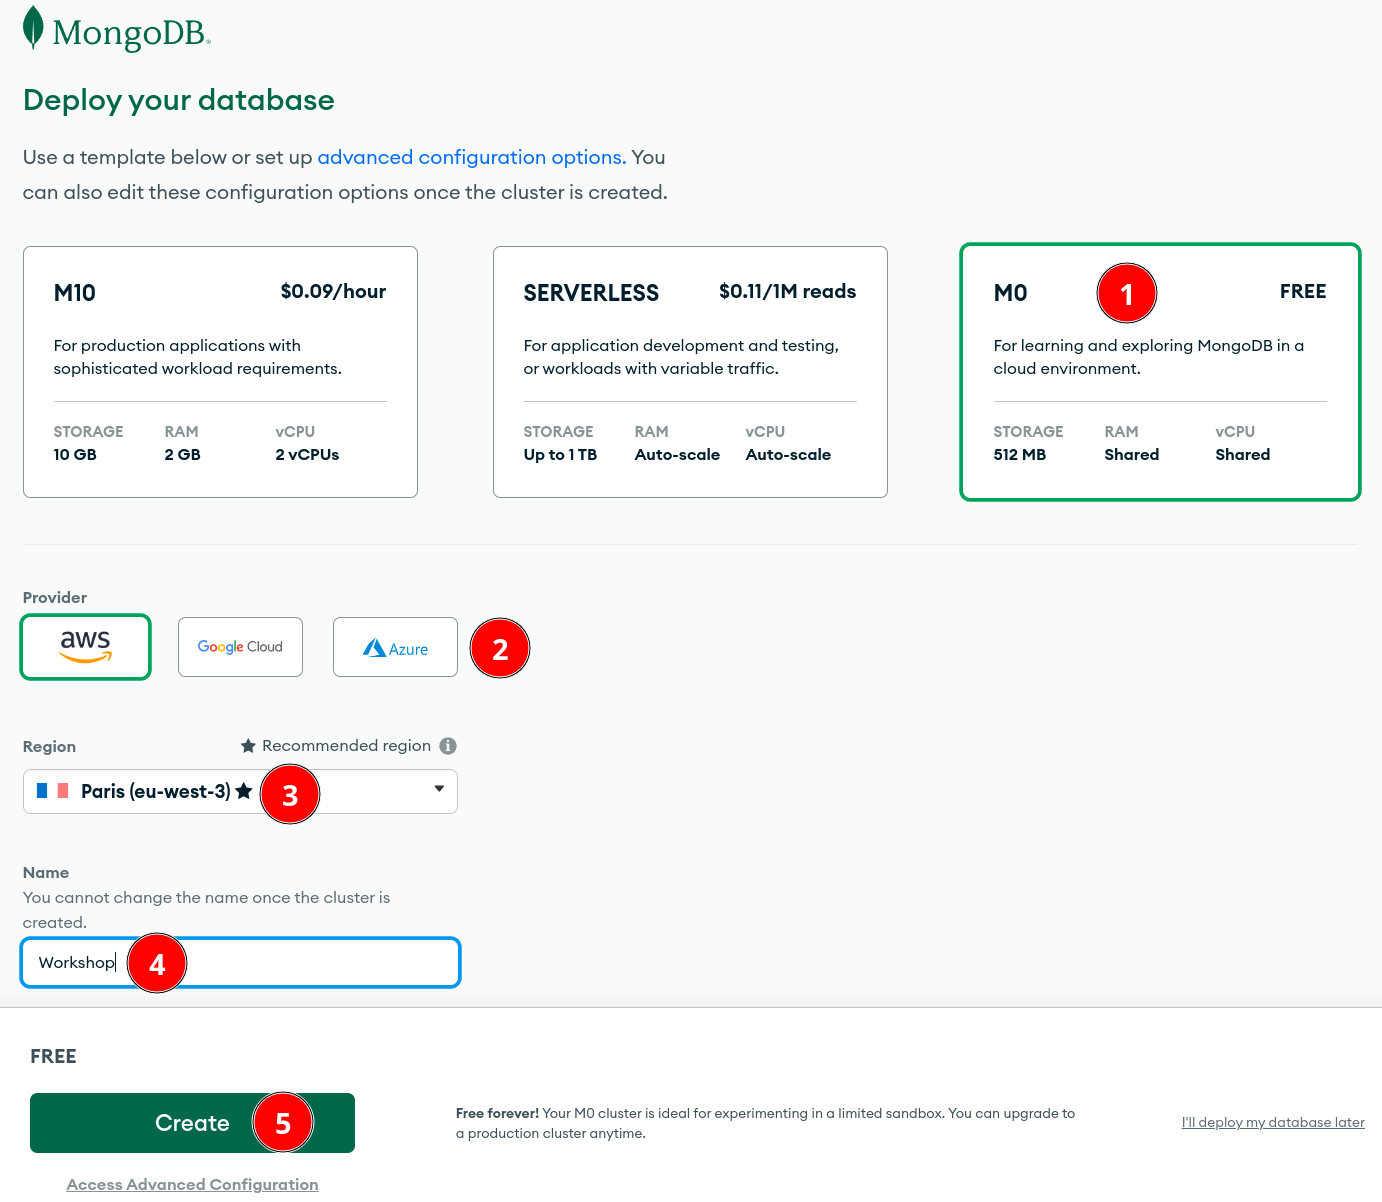 MongoDB®
Deploy your database
Use a template below or set up advanced configuration options. You
can also edit these configuration options once the cluster is created.
M10 $0.09/hour
For production applications with
sophisticated workload requirements.
STORAGE RAM vCPU
10 GB 2 GB 2 vCPUs
SERVERLESS $0.11/1M reads
For application development and testing,
or workloads with variable traffic.
STORAGE RAM vCPU
Up to 1 TB Auto-scale Auto-scale
M0 1 FREE
For learning and exploring MongoDB in a
cloud environment.
STORAGE RAM vCPU
512 MB Shared Shared
Provider
aws Google Cloud Azure 2
Region ★ Recommended region i
Paris (eu-west-3) ★ 3
Name
You cannot change the name once the cluster is
created.
Workshop 4
FREE
Create 5
Free forever! Your M0 cluster is ideal for experimenting in a limited sandbox. You can upgrade to
a production cluster anytime.
I'll deploy my database later
Access Advanced Configuration